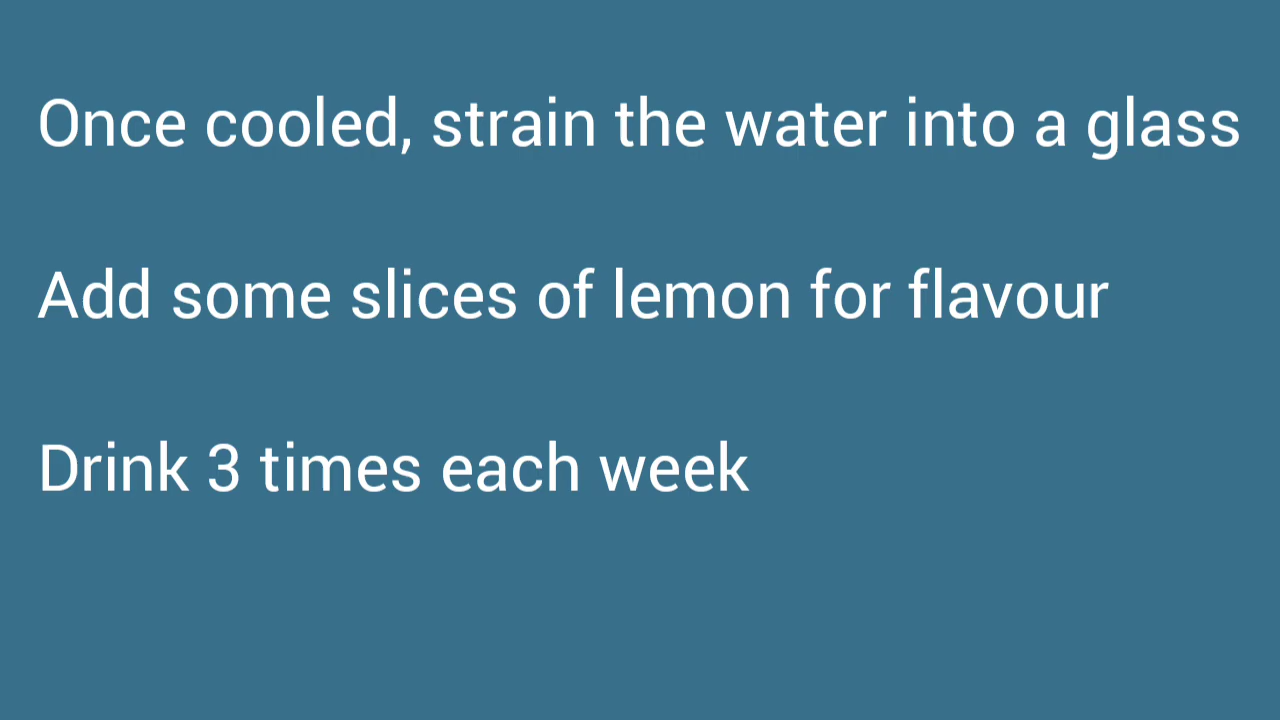 Once cooled, strain the water into a glass
Add some slices of lemon for flavour
Drink 3 times each week